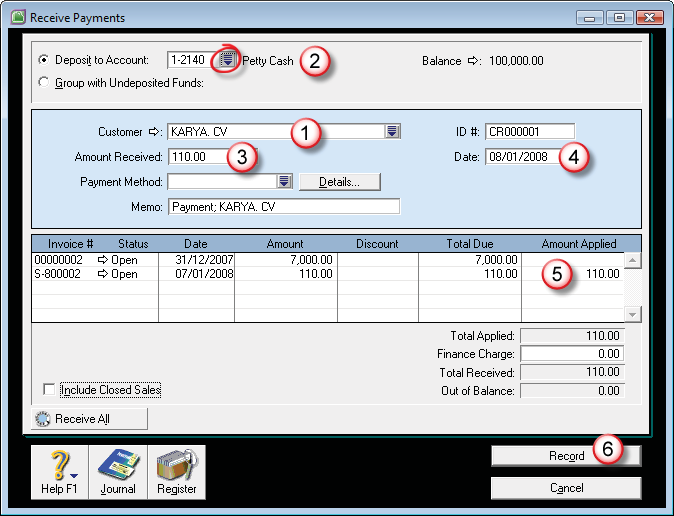 Receive Payments
Deposit to Account: 1-2140 Petty Cash 2 Balance ⇨: 100,000.00
Group with Undeposited Funds:
Customer ⇨: KARYA. CV 1 ID #: CR000001
Amount Received: 110.00 3 Date: 08/01/2008 4
Payment Method: Details...
Memo: Payment; KARYA. CV
Invoice # Status Date Amount Discount Total Due Amount Applied
00000002 ⇨ Open 31/12/2007 7,000.00 7,000.00
S-800002 ⇨ Open 07/01/2008 110.00 110.00 5 110.00
Total Applied: 110.00
Finance Charge: 0.00
Total Received: 110.00
Include Closed Sales Out of Balance: 0.00
Receive All
Record 6
Help F1 Journal Register Cancel